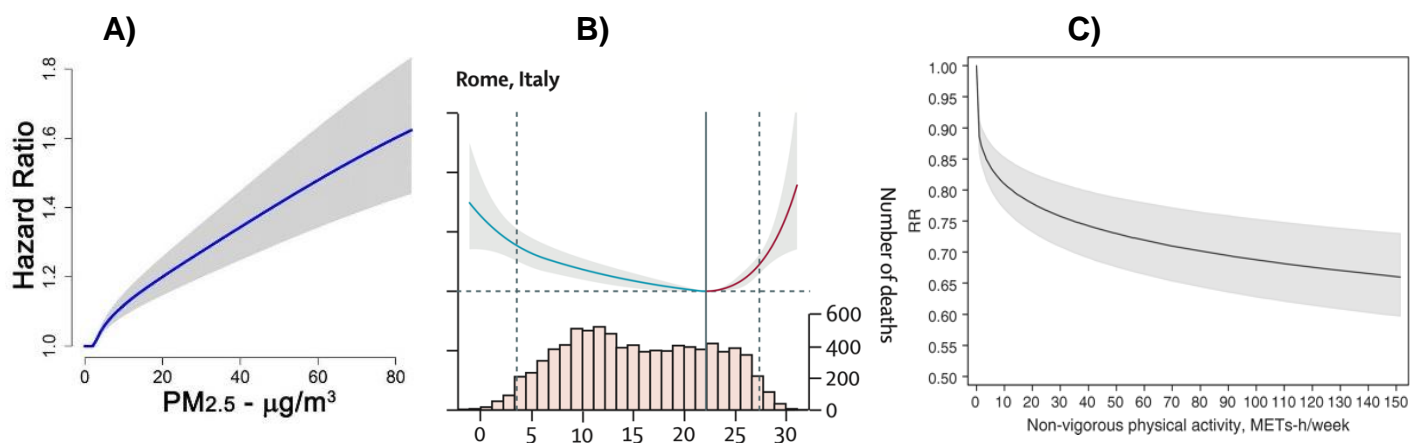 A)
1.8
1.6
1.4
1.2
1.0
Hazard Ratio
0 20 40 60 80
PM2.5 - μg/m³
B)
Rome, Italy
600
400
200
0
Number of deaths
0 5 10 15 20 25 30
C)
1.00
0.95
0.90
0.85
0.80
0.75
0.70
0.65
0.60
0.55
0.50
RR
0 10 20 30 40 50 60 70 80 90 100 110 120 130 140 150
Non-vigorous physical activity, METs-h/week